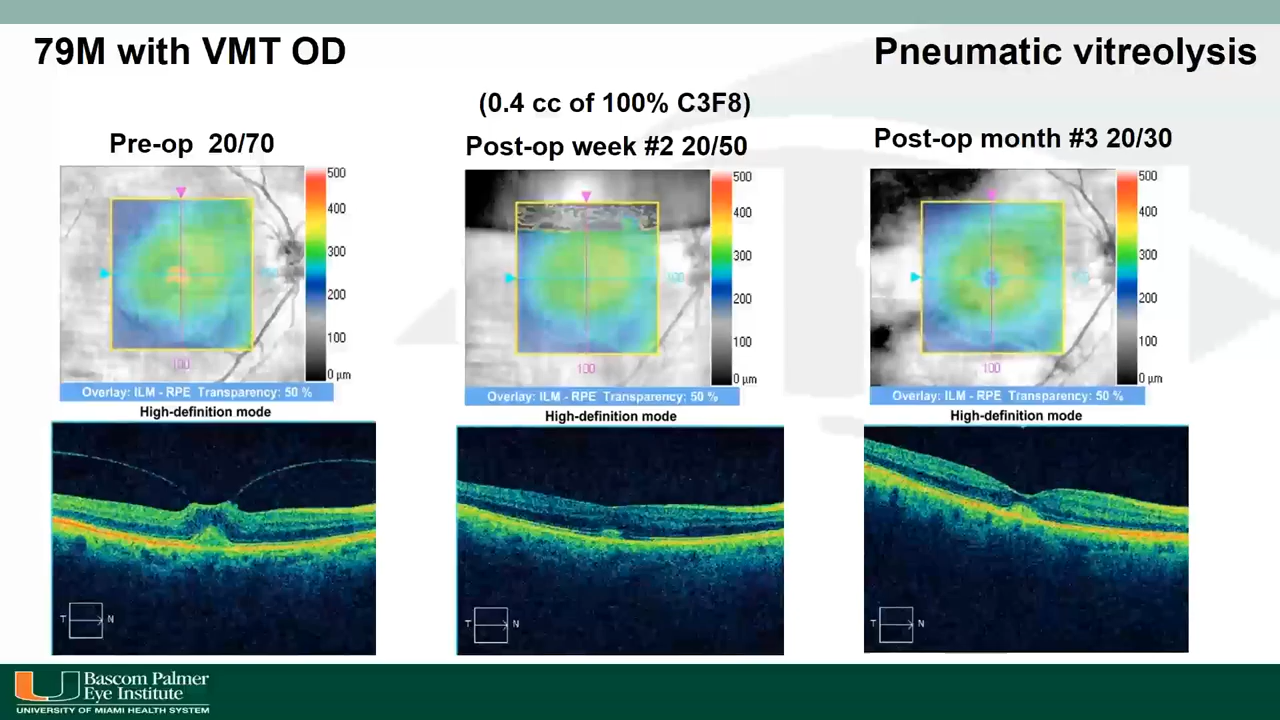 79M with VMT OD
Pneumatic vitreolysis
(0.4 cc of 100% C3F8)
Pre-op 20/70
Post-op week #2 20/50
Post-op month #3 20/30
500
400
300
200
100
0 µm
100
Overlay: ILM - RPE Transparency: 50 %
High-definition mode
T
N
500
400
300
200
100
0 µm
100
100
Overlay: ILM - RPE Transparency: 50 %
High-definition mode
T
N
500
400
300
200
100
0 µm
100
Overlay: ILM - RPE Transparency: 50 %
High-definition mode
T
N
Bascom Palmer
Eye Institute
UNIVERSITY OF MIAMI HEALTH SYSTEM